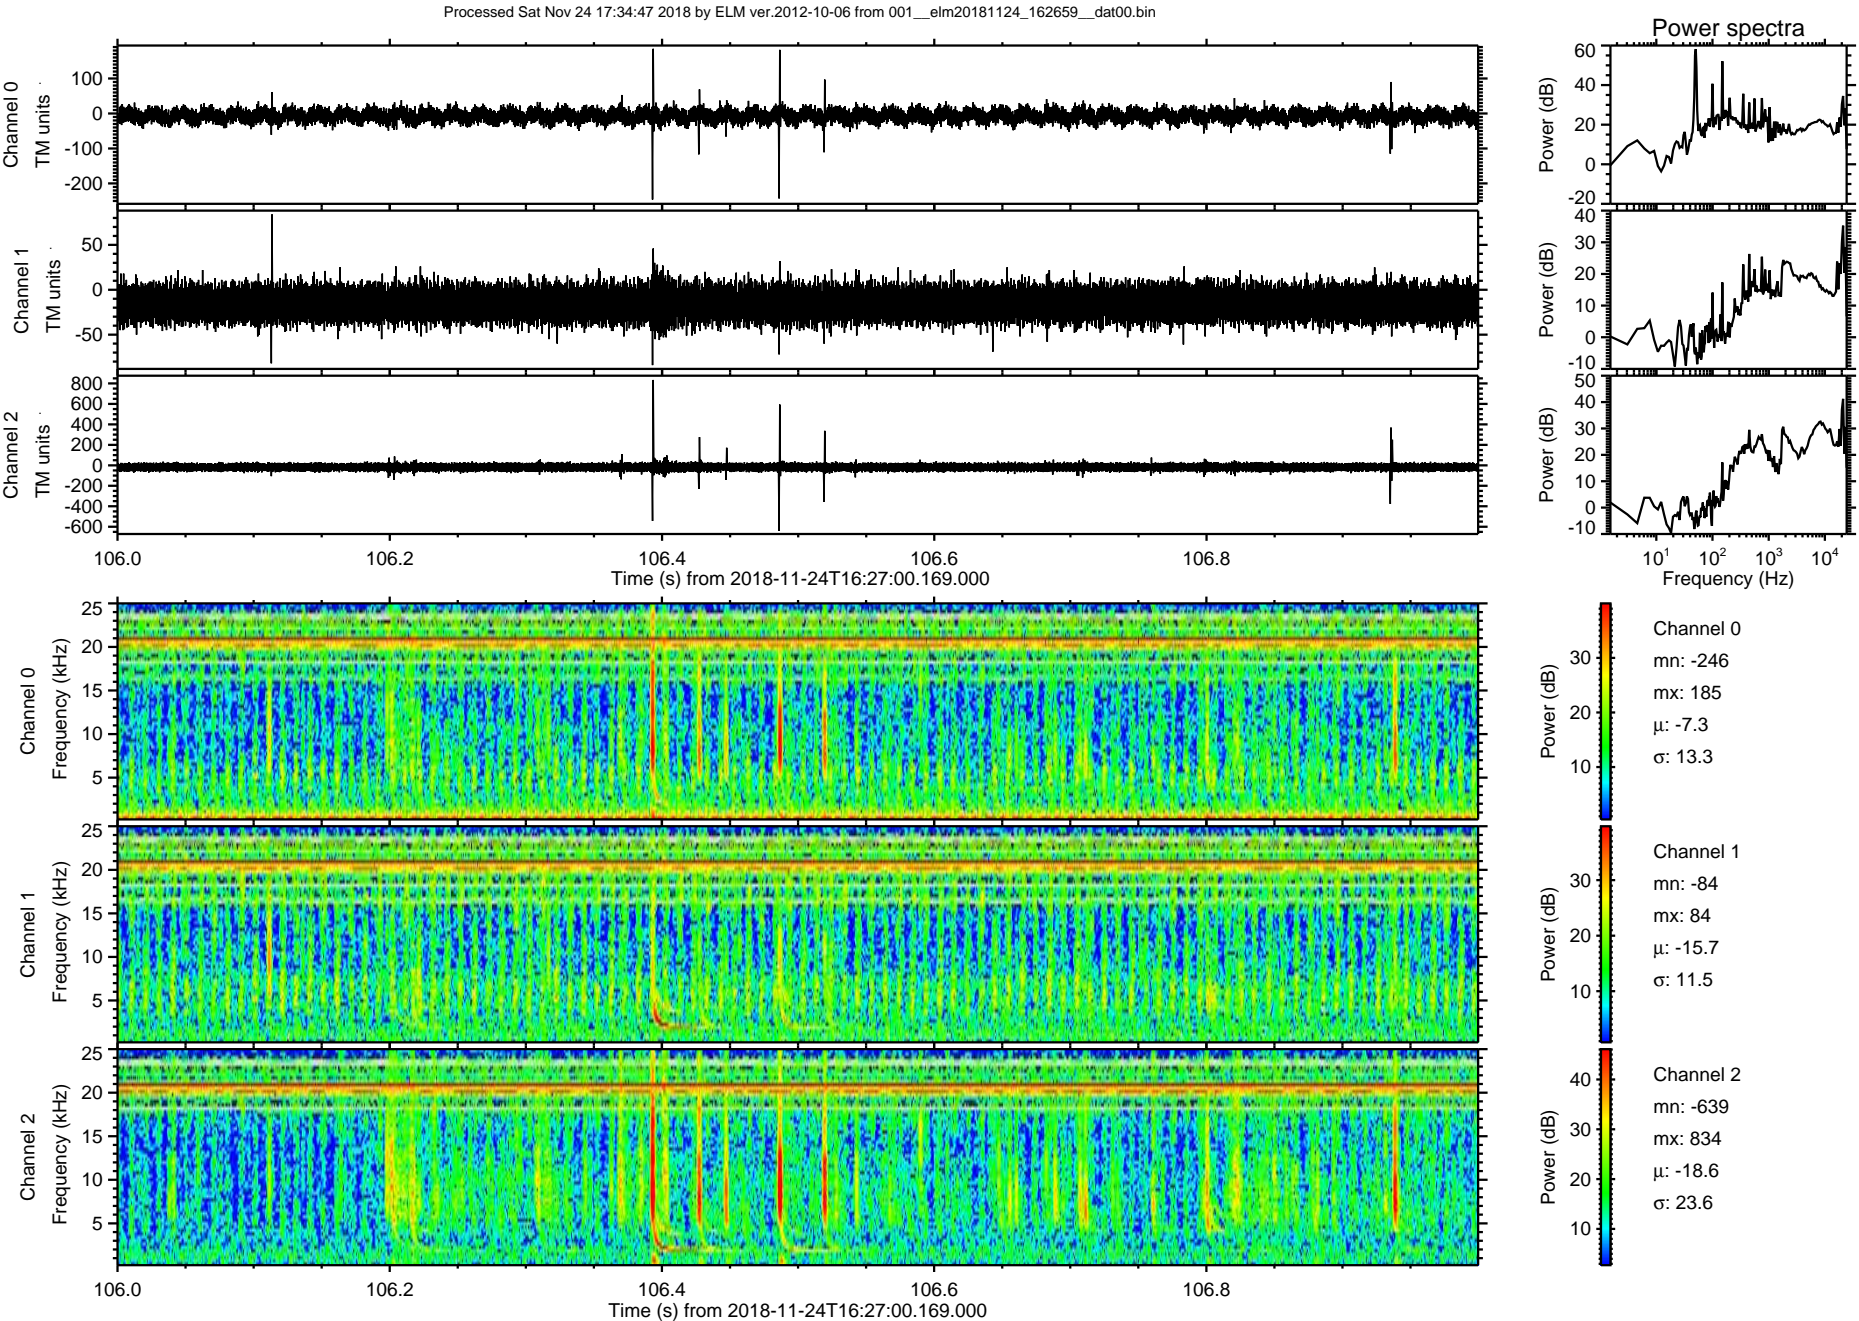 Processed Sat Nov 24 17:34:47 2018 by ELM ver.2012-10-06 from 001__elm20181124_162659__dat00.bin
Power spectra
Channel 0
TM units
100
0
-100
-200
Power (dB)
60
40
20
0
-20
Channel 1
TM units
50
0
-50
Power (dB)
40
30
20
10
0
-10
Channel 2
TM units
800
600
400
200
0
-200
-400
-600
Power (dB)
50
40
30
20
10
0
-10
106.0 106.2 106.4 106.6 106.8
Time (s) from 2018-11-24T16:27:00.169.000
10^1 10^2 10^3 10^4
Frequency (Hz)
Channel 0
Frequency (kHz)
25
20
15
10
5
Power (dB)
30
20
10
Channel 0
mn: -246
mx: 185
μ: -7.3
σ: 13.3
Channel 1
Frequency (kHz)
25
20
15
10
5
Power (dB)
30
20
10
Channel 1
mn: -84
mx: 84
μ: -15.7
σ: 11.5
Channel 2
Frequency (kHz)
25
20
15
10
5
Power (dB)
40
30
20
10
Channel 2
mn: -639
mx: 834
μ: -18.6
σ: 23.6
106.0 106.2 106.4 106.6 106.8
Time (s) from 2018-11-24T16:27:00.169.000